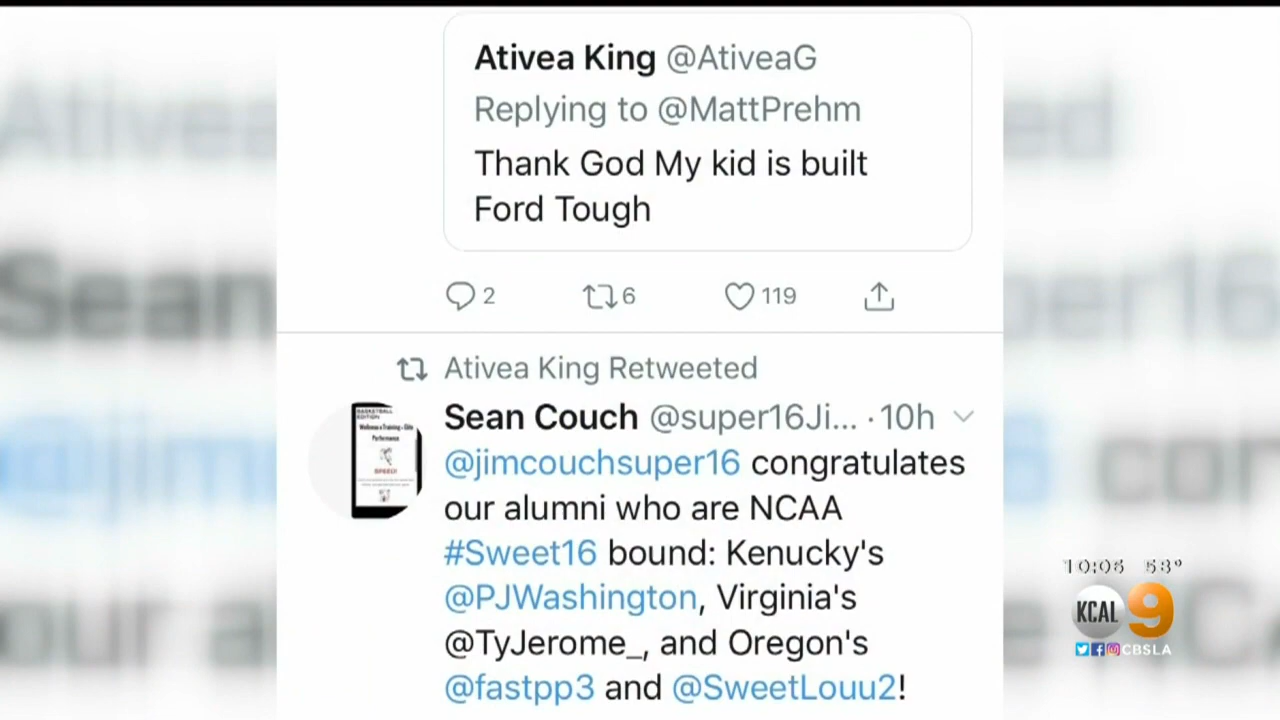 Ativea King @AtiveaG
Replying to @MattPrehm
Thank God My kid is built
Ford Tough
2 6 119
Ativea King Retweeted
Sean Couch @super16Ji... · 10h
@jimcouchsuper16 congratulates
our alumni who are NCAA
#Sweet16 bound: Kenucky's
@PJWashington, Virginia's
@TyJerome_, and Oregon's
@fastpp3 and @SweetLouu2!
10:06 58°
KCAL 9
CBSLA